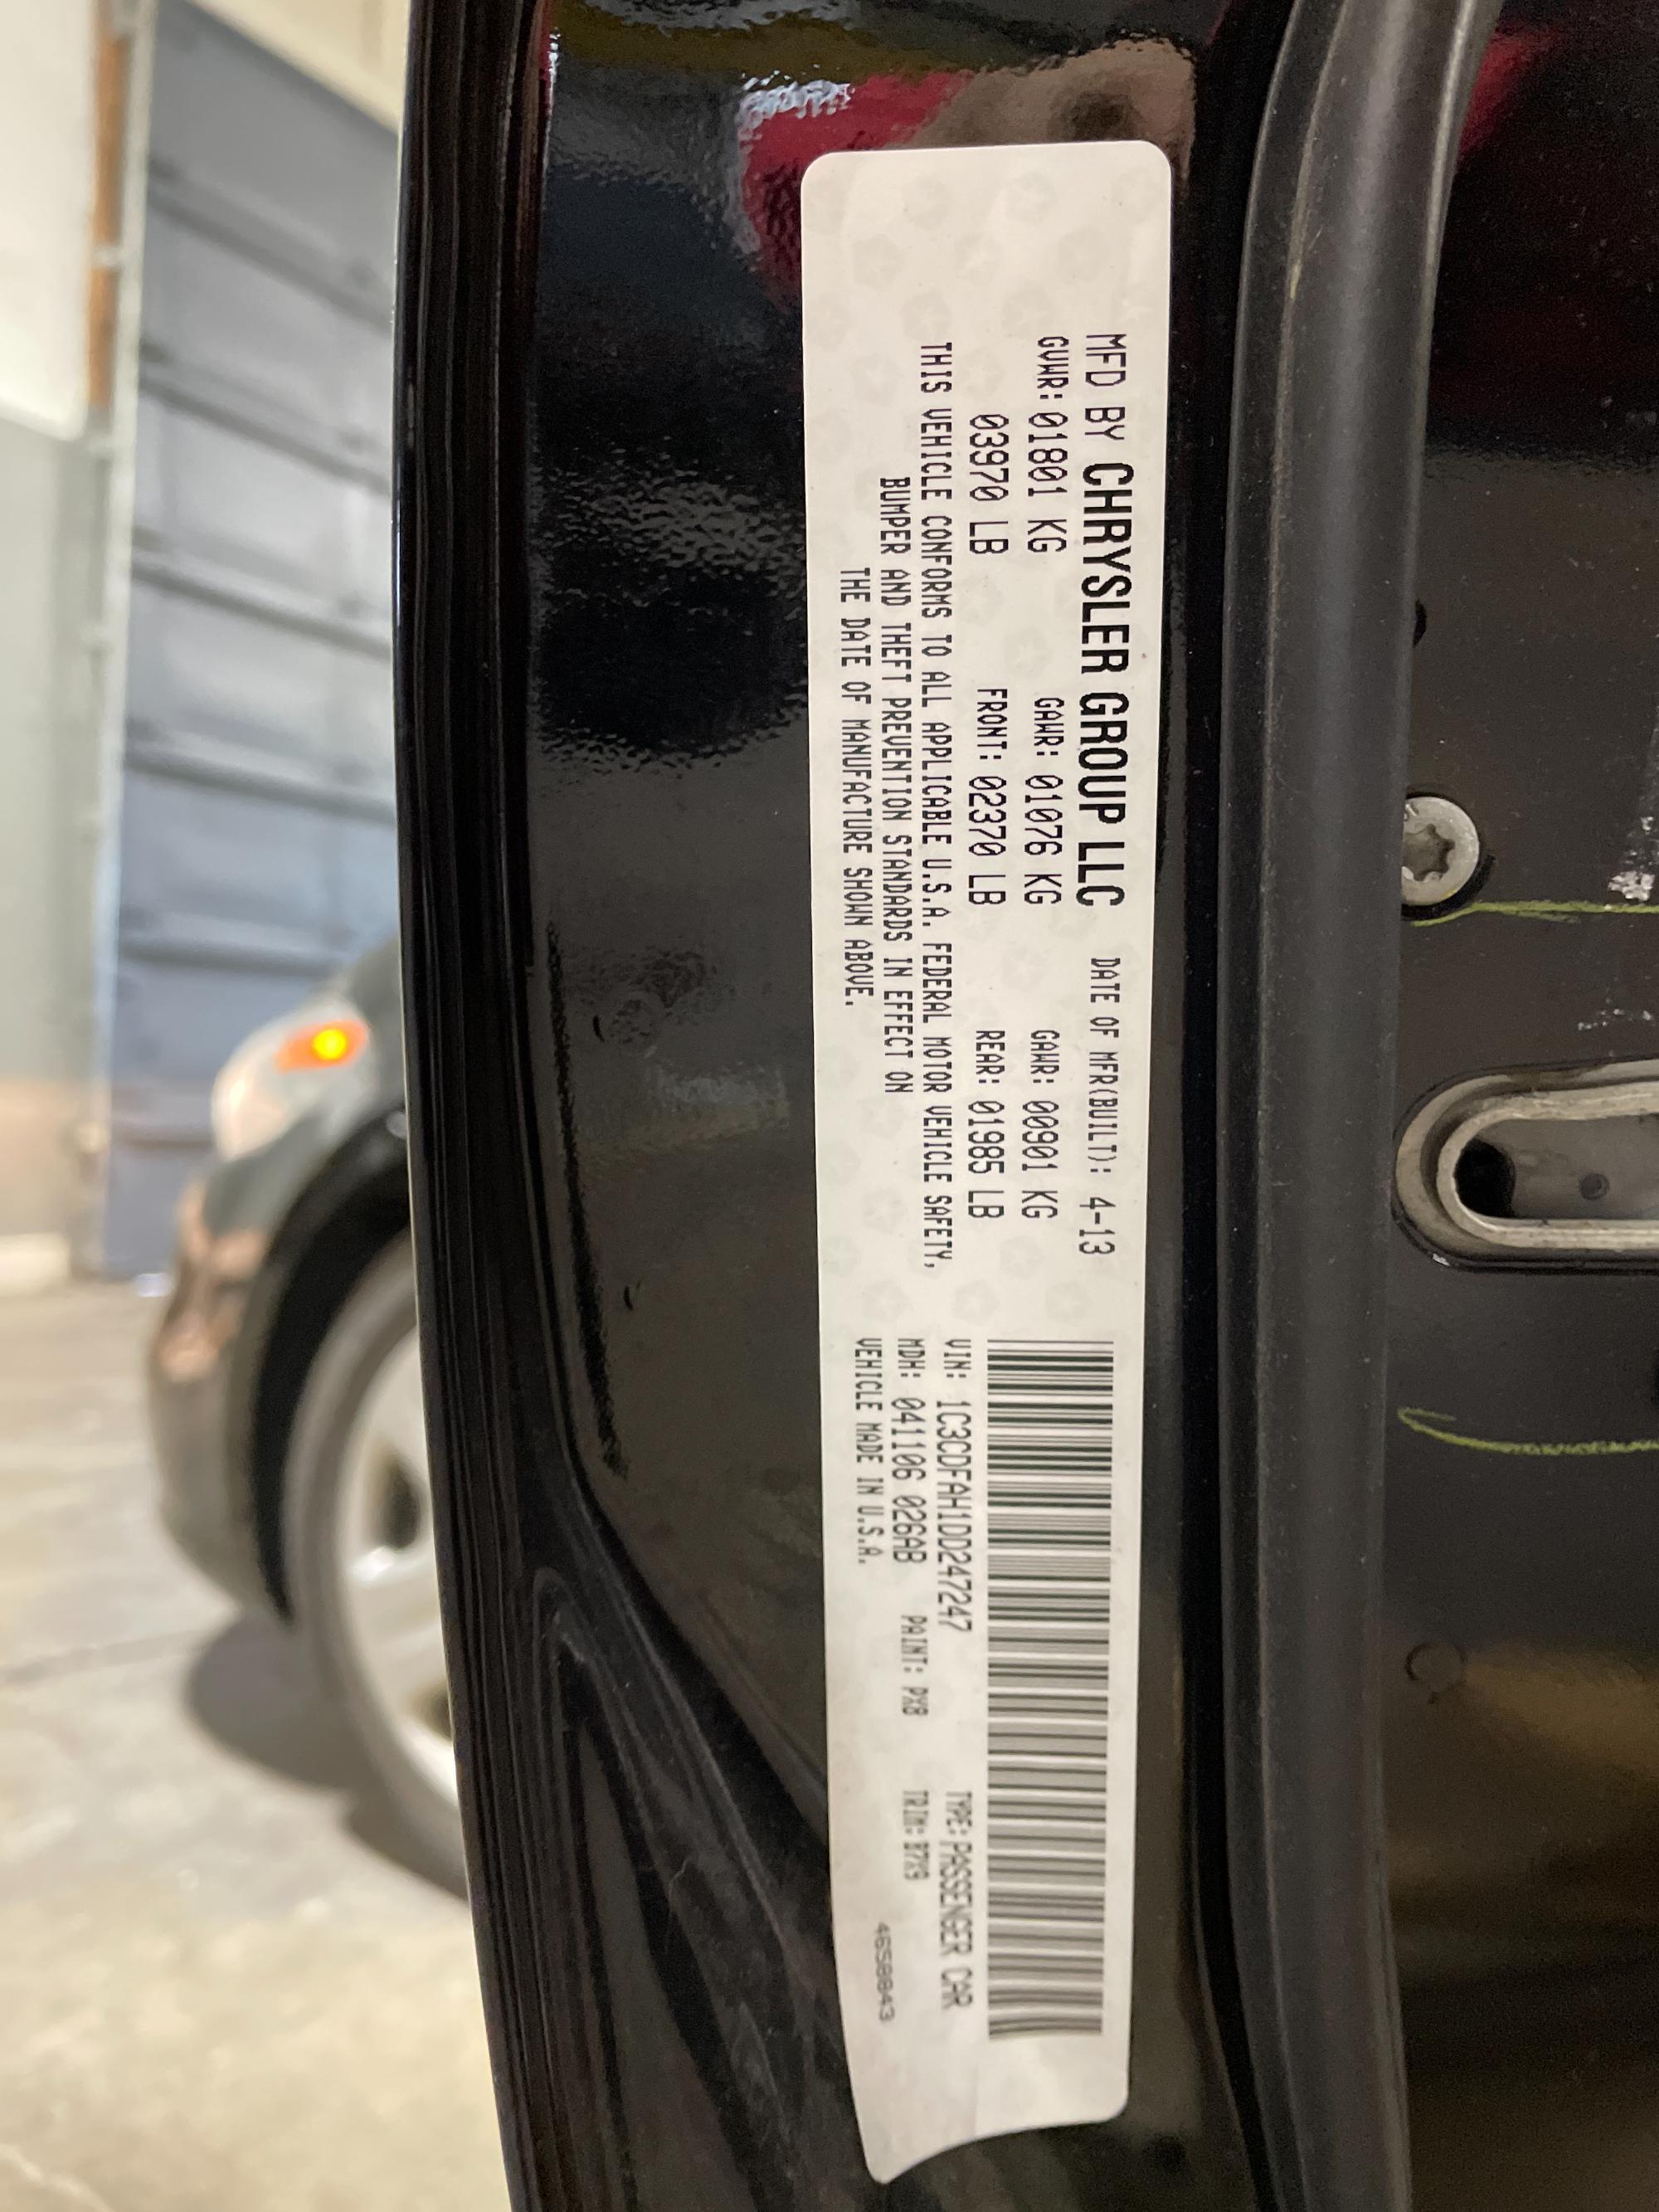 MFD BY CHRYSLER GROUP LLC DATE OF MFR(BUILT): 4-13
GVWR: 01801 KG GAWR: 01076 KG GAWR: 00901 KG
03970 LB FRONT: 02370 LB REAR: 01985 LB
THIS VEHICLE CONFORMS TO ALL APPLICABLE U.S.A. FEDERAL MOTOR VEHICLE SAFETY,
BUMPER AND THEFT PREVENTION STANDARDS IN EFFECT ON
THE DATE OF MANUFACTURE SHOWN ABOVE.
VIN: 1C3CDFAH1DD247247 TYPE: PASSENGER CAR
MDH: 041106 026AB PAINT: PX8 TRIM: B7X9
VEHICLE MADE IN U.S.A. 4658843